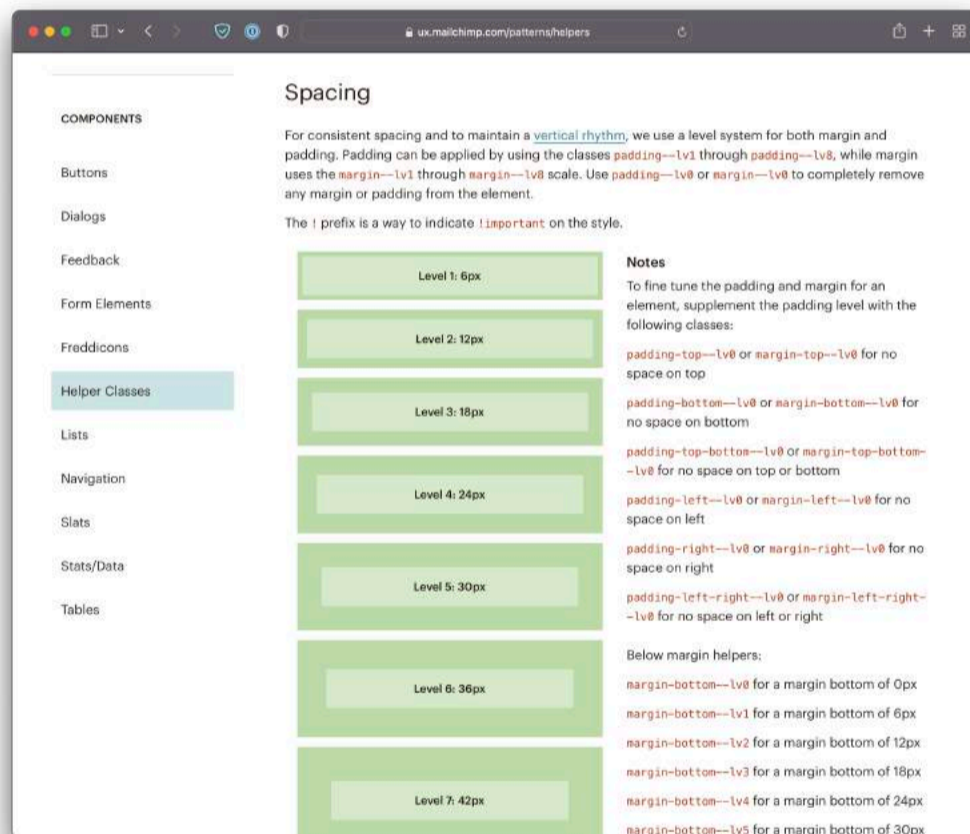 ux.mailchimp.com/patterns/helpers
COMPONENTS
Buttons
Dialogs
Feedback
Form Elements
Freddicons
Helper Classes
Lists
Navigation
Slats
Stats/Data
Tables
Spacing
For consistent spacing and to maintain a vertical rhythm, we use a level system for both margin and
padding. Padding can be applied by using the classes padding--lv1 through padding--lv8, while margin
uses the margin--lv1 through margin--lv8 scale. Use padding--lv0 or margin--lv0 to completely remove
any margin or padding from the element.
The ! prefix is a way to indicate !important on the style.
Level 1: 6px
Level 2: 12px
Level 3: 18px
Level 4: 24px
Level 5: 30px
Level 6: 36px
Level 7: 42px
Notes
To fine tune the padding and margin for an
element, supplement the padding level with the
following classes:
padding-top--lv0 or margin-top--lv0 for no
space on top
padding-bottom--lv0 or margin-bottom--lv0 for
no space on bottom
padding-top-bottom--lv0 or margin-top-bottom-
-lv0 for no space on top or bottom
padding-left--lv0 or margin-left--lv0 for no
space on left
padding-right--lv0 or margin-right--lv0 for no
space on right
padding-left-right--lv0 or margin-left-right-
-lv0 for no space on left or right
Below margin helpers:
margin-bottom--lv0 for a margin bottom of 0px
margin-bottom--lv1 for a margin bottom of 6px
margin-bottom--lv2 for a margin bottom of 12px
margin-bottom--lv3 for a margin bottom of 18px
margin-bottom--lv4 for a margin bottom of 24px
margin-bottom--lv5 for a margin bottom of 30px